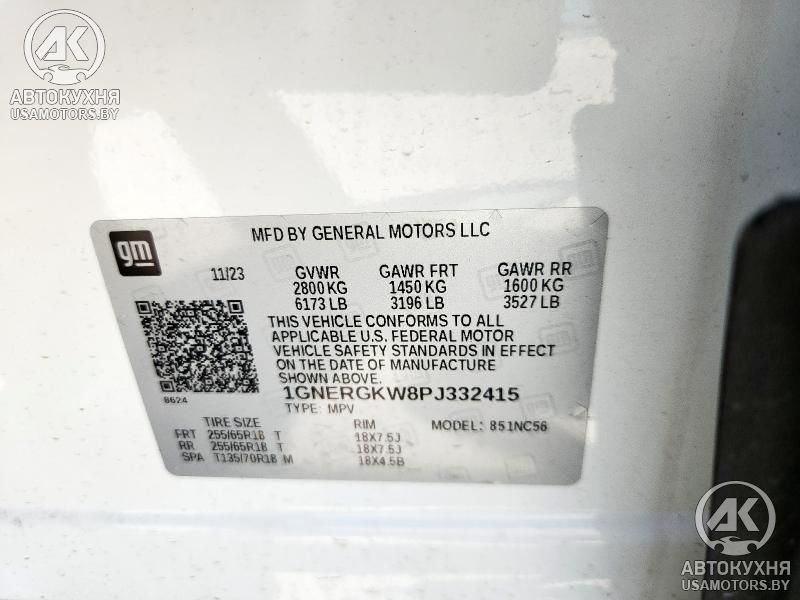 AK
АВТОКУХНЯ
USAMOTORS.BY
gm
MFD BY GENERAL MOTORS LLC
11/23 GVWR GAWR FRT GAWR RR
2800 KG 1450 KG 1600 KG
6173 LB 3196 LB 3527 LB
THIS VEHICLE CONFORMS TO ALL
APPLICABLE U.S. FEDERAL MOTOR
VEHICLE SAFETY STANDARDS IN EFFECT
ON THE DATE OF MANUFACTURE
SHOWN ABOVE.
8624
1GNERGKW8PJ332415
TYPE: MPV
TIRE SIZE RIM MODEL: 851NC56
FRT 255/65R18 T 18X7.5J
RR 255/65R18 T 18X7.5J
SPA T135/70R18 M 18X4.5B
AK
АВТОКУХНЯ
USAMOTORS.BY